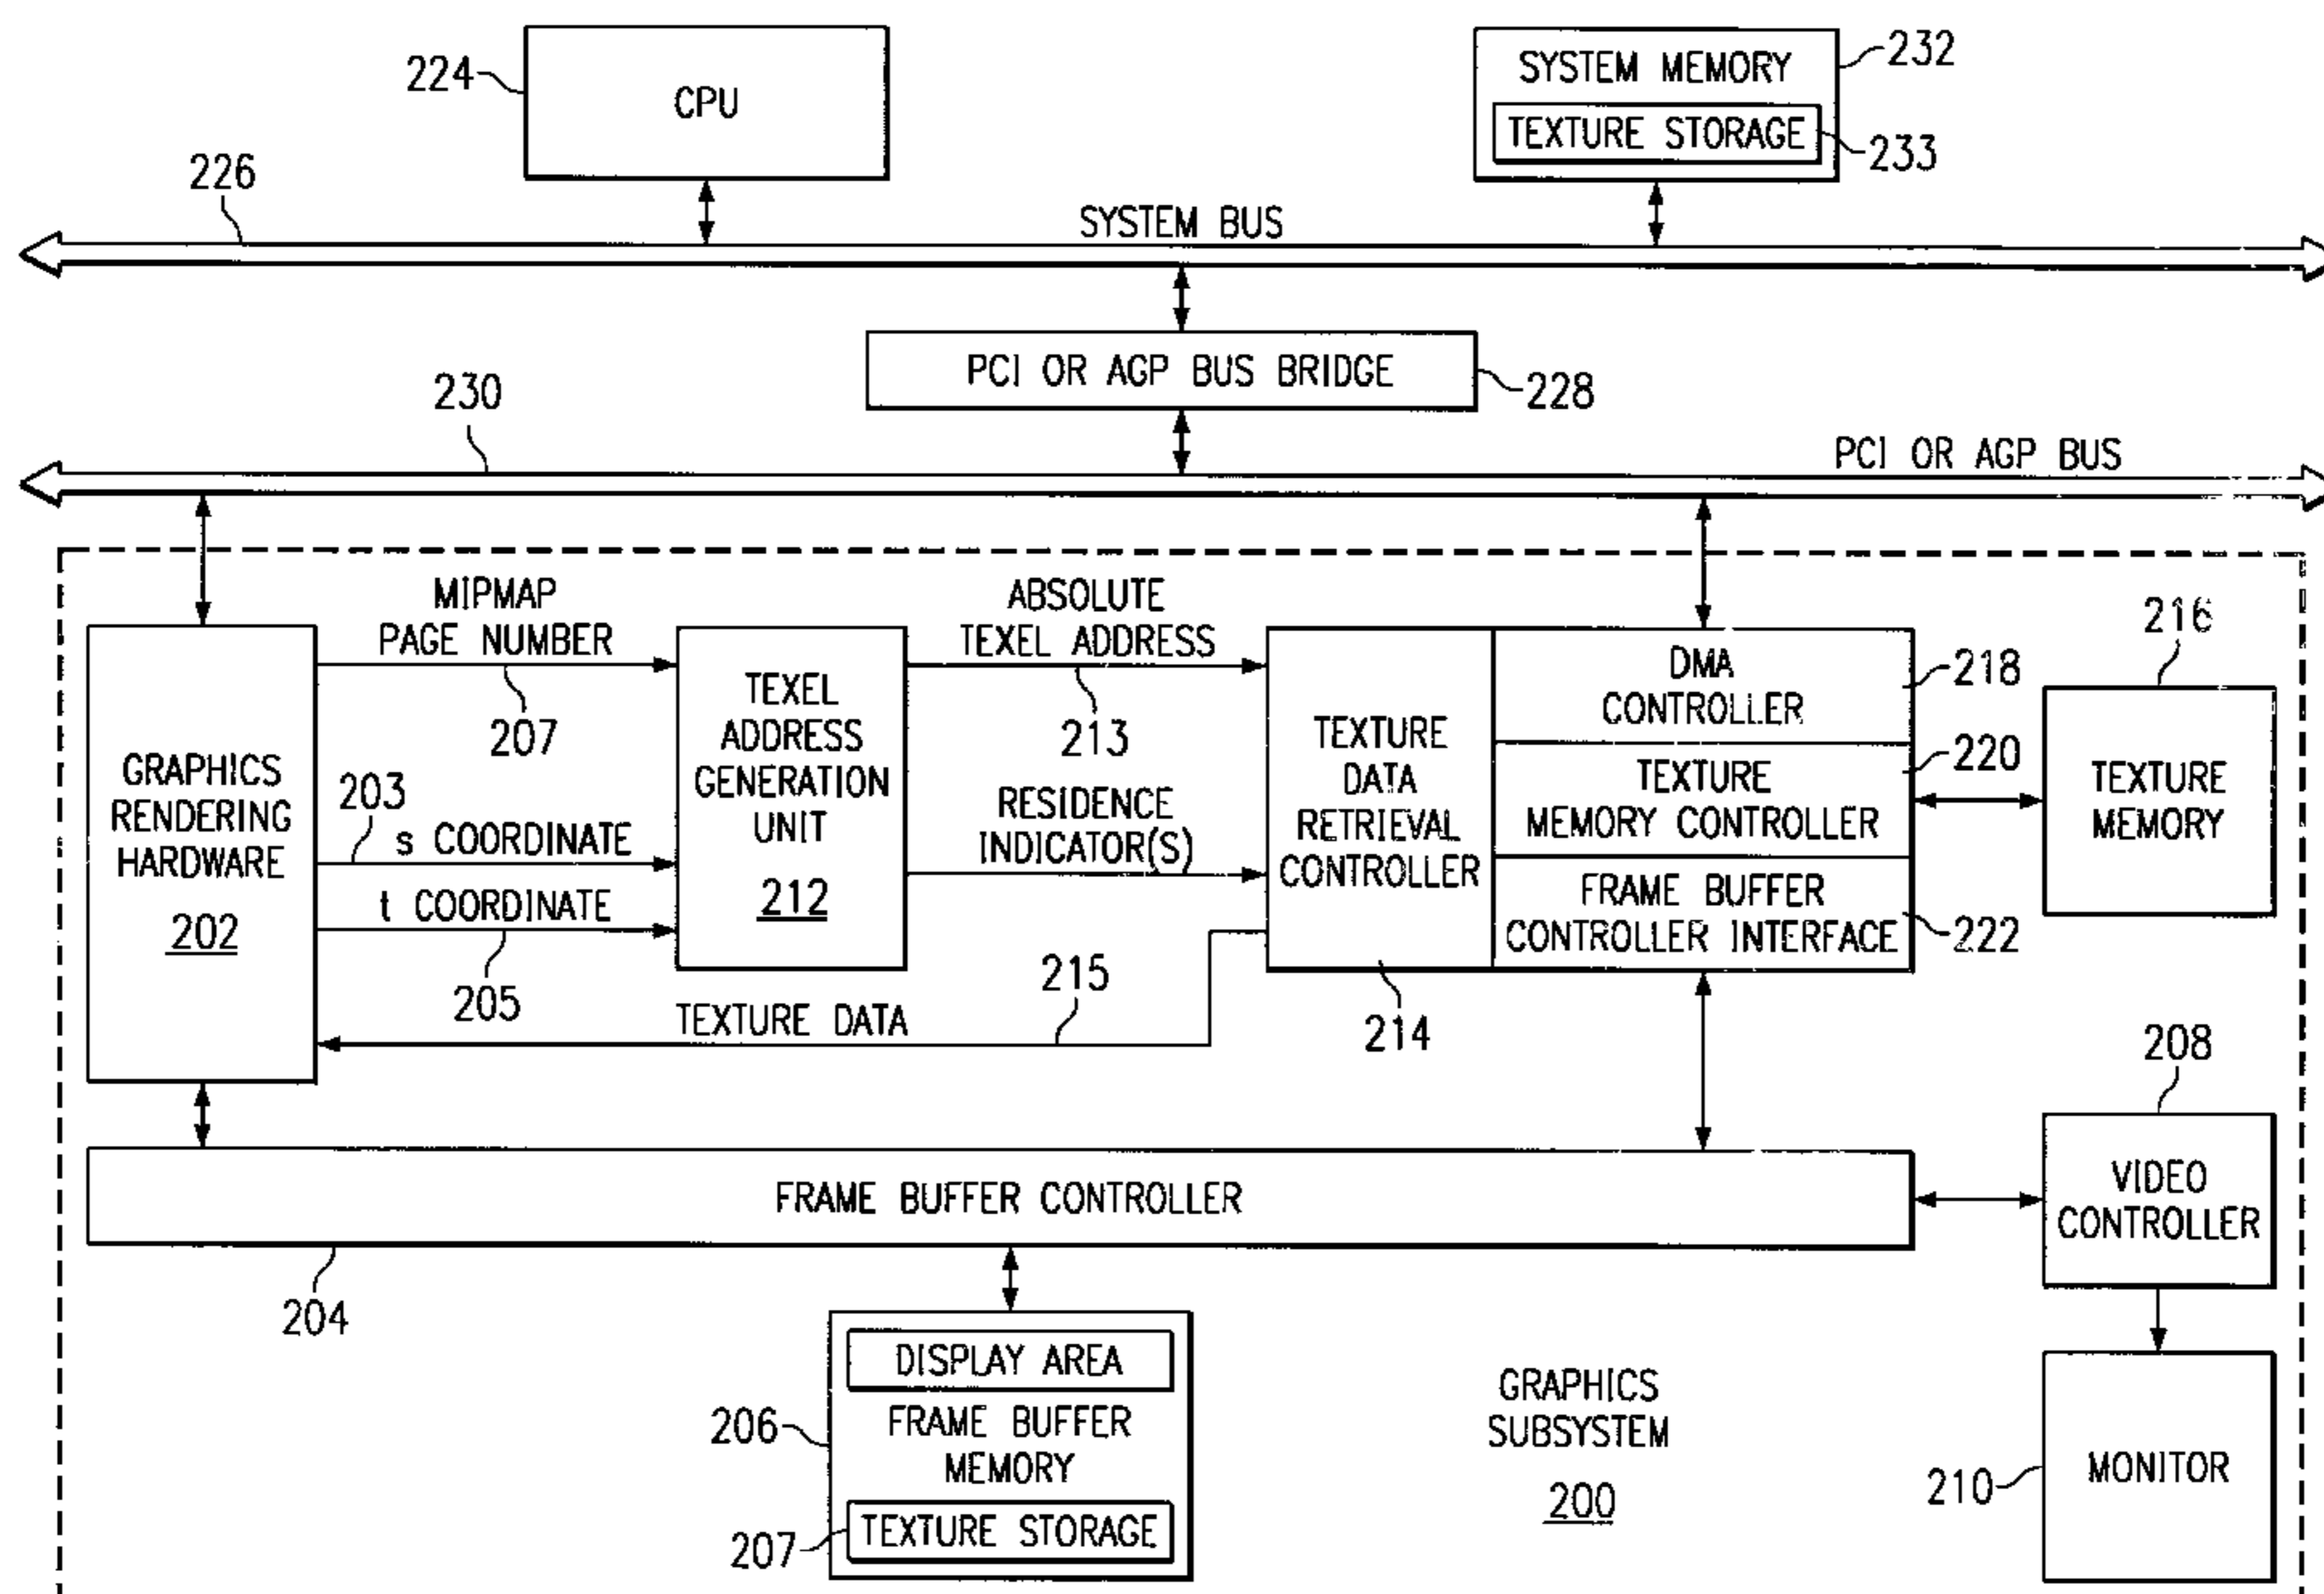 224
CPU
SYSTEM MEMORY
232
TEXTURE STORAGE
233
226
SYSTEM BUS
PCI OR AGP BUS BRIDGE
228
230
PCI OR AGP BUS
MIPMAP
PAGE NUMBER
207
ABSOLUTE
TEXEL ADDRESS
213
GRAPHICS
RENDERING
HARDWARE
202
203
s COORDINATE
t COORDINATE
205
TEXEL
ADDRESS
GENERATION
UNIT
212
RESIDENCE
INDICATOR(S)
TEXTURE
DATA
RETRIEVAL
CONTROLLER
214
DMA
CONTROLLER
218
TEXTURE
MEMORY CONTROLLER
220
FRAME BUFFER
CONTROLLER INTERFACE
222
216
TEXTURE
MEMORY
TEXTURE DATA
215
208
VIDEO
CONTROLLER
FRAME BUFFER CONTROLLER
204
DISPLAY AREA
206
FRAME BUFFER
MEMORY
207
TEXTURE STORAGE
GRAPHICS
SUBSYSTEM
200
210
MONITOR